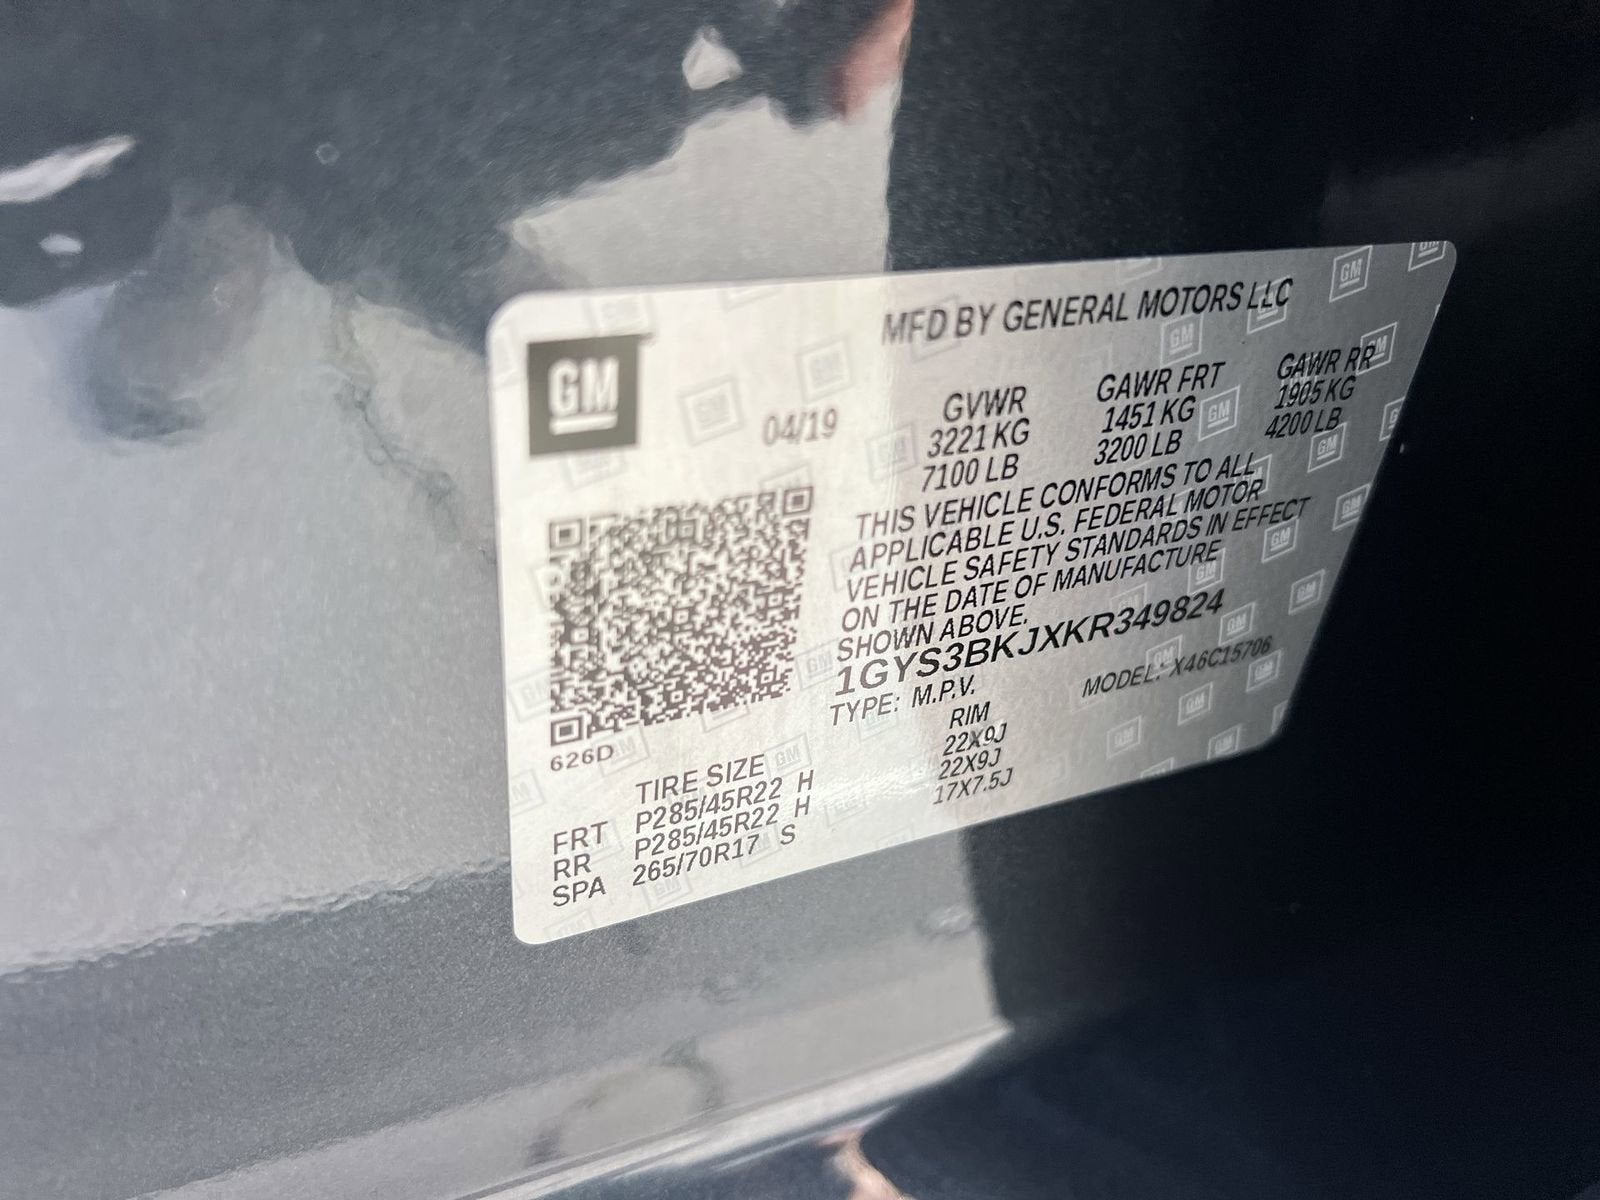 GM
MFD BY GENERAL MOTORS LLC
04/19
GVWR GAWR FRT GAWR RR
3221 KG 1451 KG 1905 KG
7100 LB 3200 LB 4200 LB
THIS VEHICLE CONFORMS TO ALL
APPLICABLE U.S. FEDERAL MOTOR
VEHICLE SAFETY STANDARDS IN EFFECT
ON THE DATE OF MANUFACTURE
SHOWN ABOVE.
1GYS3BKJXKR349824
TYPE: M.P.V. MODEL: X46C15706
626D
TIRE SIZE RIM
FRT P285/45R22 H 22X9J
RR P285/45R22 H 22X9J
SPA 265/70R17 S 17X7.5J